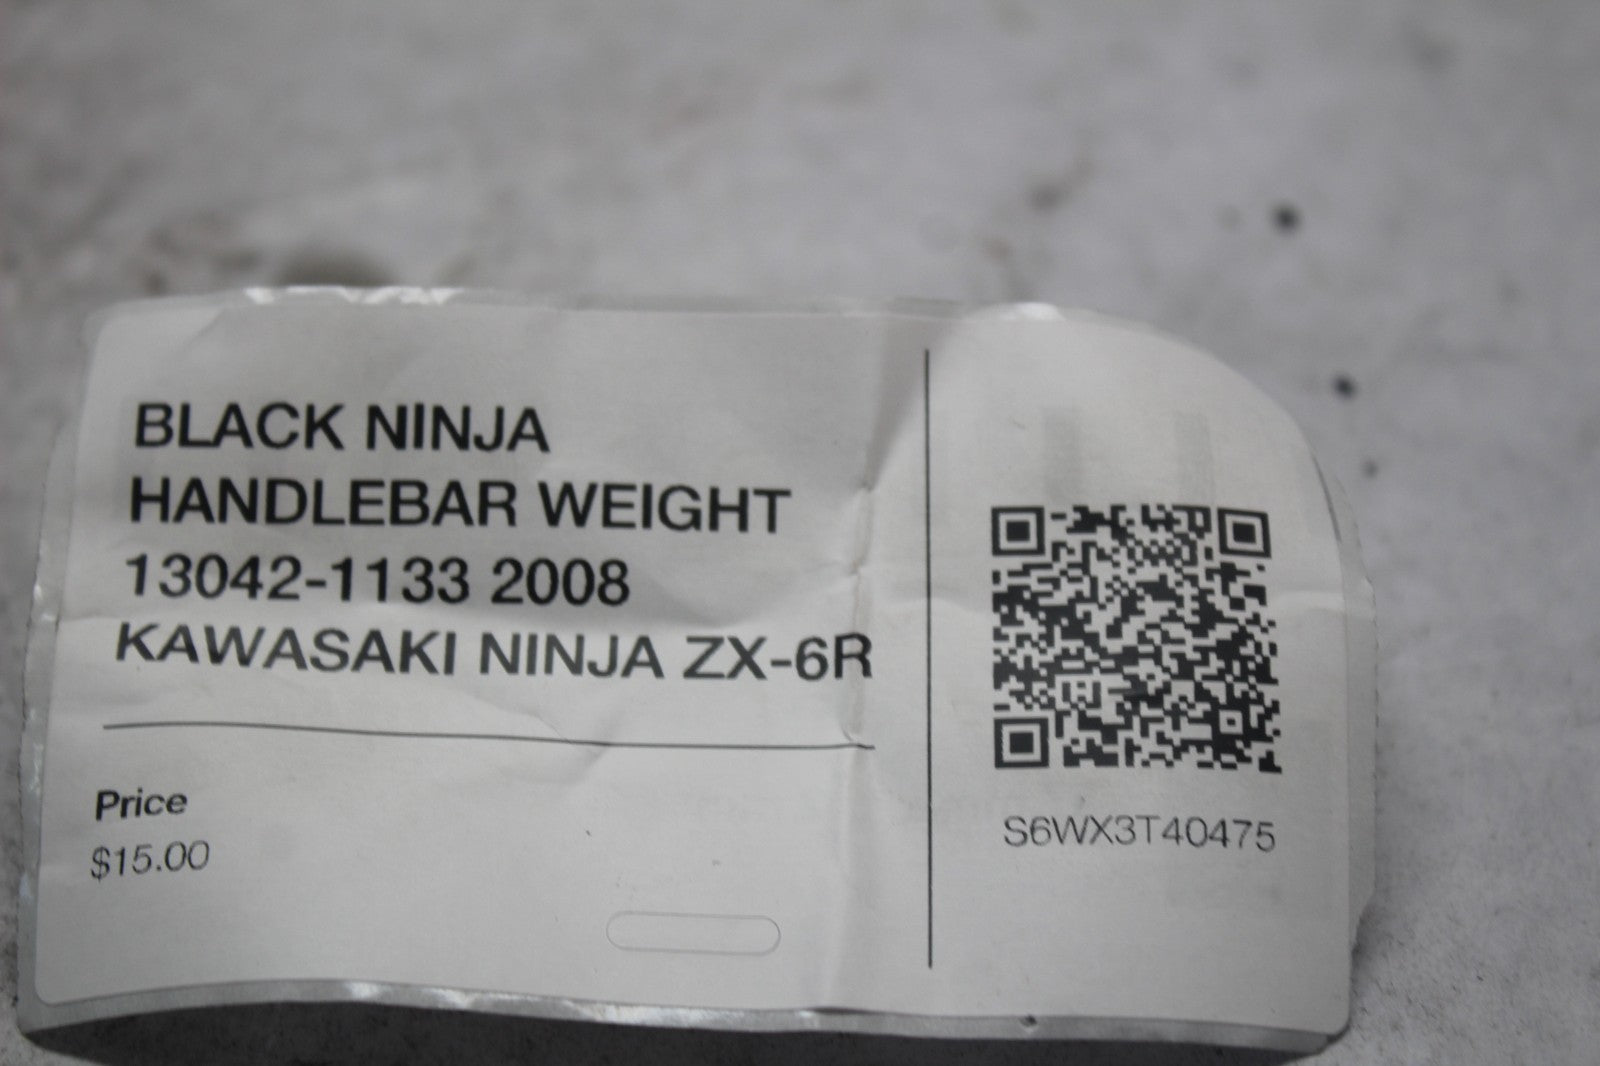 BLACK NINJA
HANDLEBAR WEIGHT
13042-1133 2008
KAWASAKI NINJA ZX-6R
Price
$15.00
S6WX3T40475